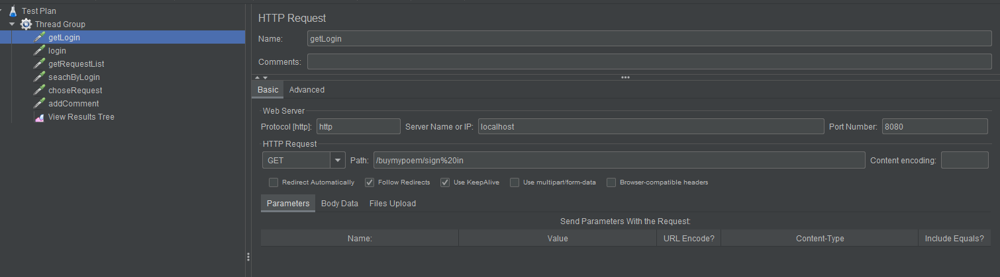 Test Plan
Thread Group
getLogin
login
getRequestList
seachByLogin
choseRequest
addComment
View Results Tree
HTTP Request
Name: getLogin
Comments:
Basic Advanced
Web Server
Protocol [http]: http Server Name or IP: localhost Port Number: 8080
HTTP Request
GET Path: /buymypoem/sign%20in Content encoding:
Redirect Automatically Follow Redirects Use KeepAlive Use multipart/form-data Browser-compatible headers
Parameters Body Data Files Upload
Send Parameters With the Request:
Name: Value URL Encode? Content-Type Include Equals?